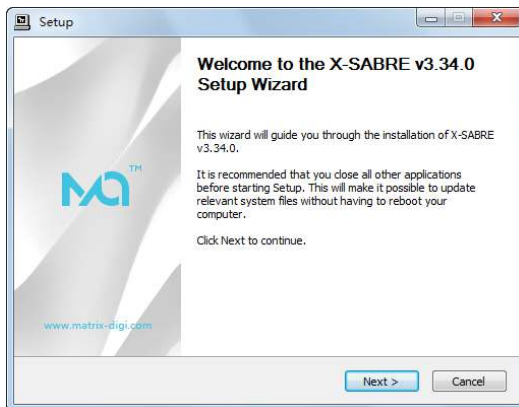 Setup
Welcome to the X-SABRE v3.34.0
Setup Wizard
This wizard will guide you through the installation of X-SABRE
v3.34.0.
It is recommended that you close all other applications
before starting Setup. This will make it possible to update
relevant system files without having to reboot your
computer.
Click Next to continue.
TM
www.matrix-digi.com
Next >
Cancel